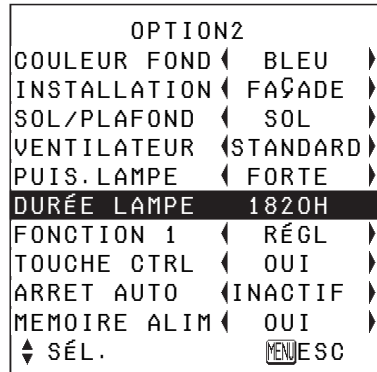 OPTION2
COULEUR FOND BLEU
INSTALLATION FAÇADE
SOL/PLAFOND SOL
VENTILATEUR STANDARD
PUIS.LAMPE FORTE
DURÉE LAMPE 1820H
FONCTION 1 RÉGL
TOUCHE CTRL OUI
ARRET AUTO INACTIF
MEMOIRE ALIM OUI
SÉL. MENU ESC